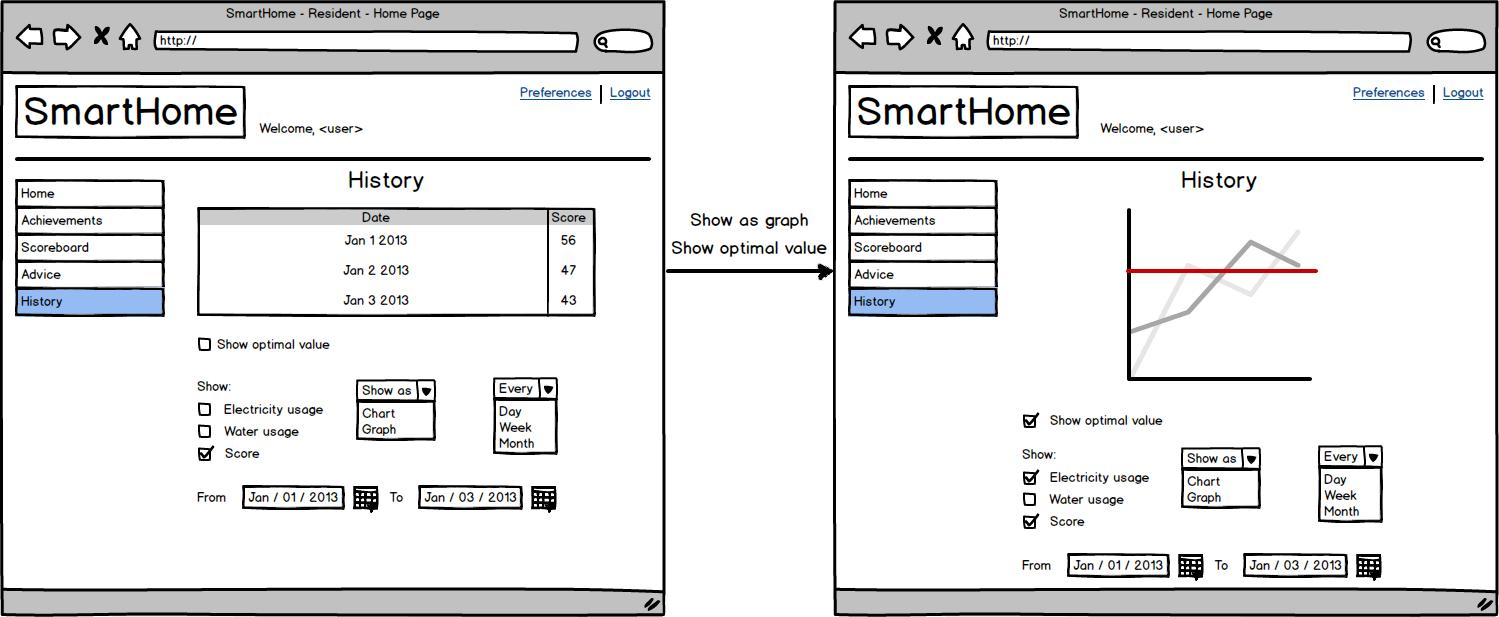 SmartHome - Resident - Home Page
http://
Preferences | Logout
SmartHome
Welcome, <user>
History
Home
Achievements
Scoreboard
Advice
History
Date Score
Jan 1 2013 56
Jan 2 2013 47
Jan 3 2013 43
Show optimal value
Show:
Electricity usage
Water usage
Score
Show as
Chart
Graph
Every
Day
Week
Month
From Jan / 01 / 2013 To Jan / 03 / 2013
Show as graph
Show optimal value
SmartHome - Resident - Home Page
http://
Preferences | Logout
SmartHome
Welcome, <user>
History
Home
Achievements
Scoreboard
Advice
History
Show optimal value
Show:
Electricity usage
Water usage
Score
Show as
Chart
Graph
Every
Day
Week
Month
From Jan / 01 / 2013 To Jan / 03 / 2013